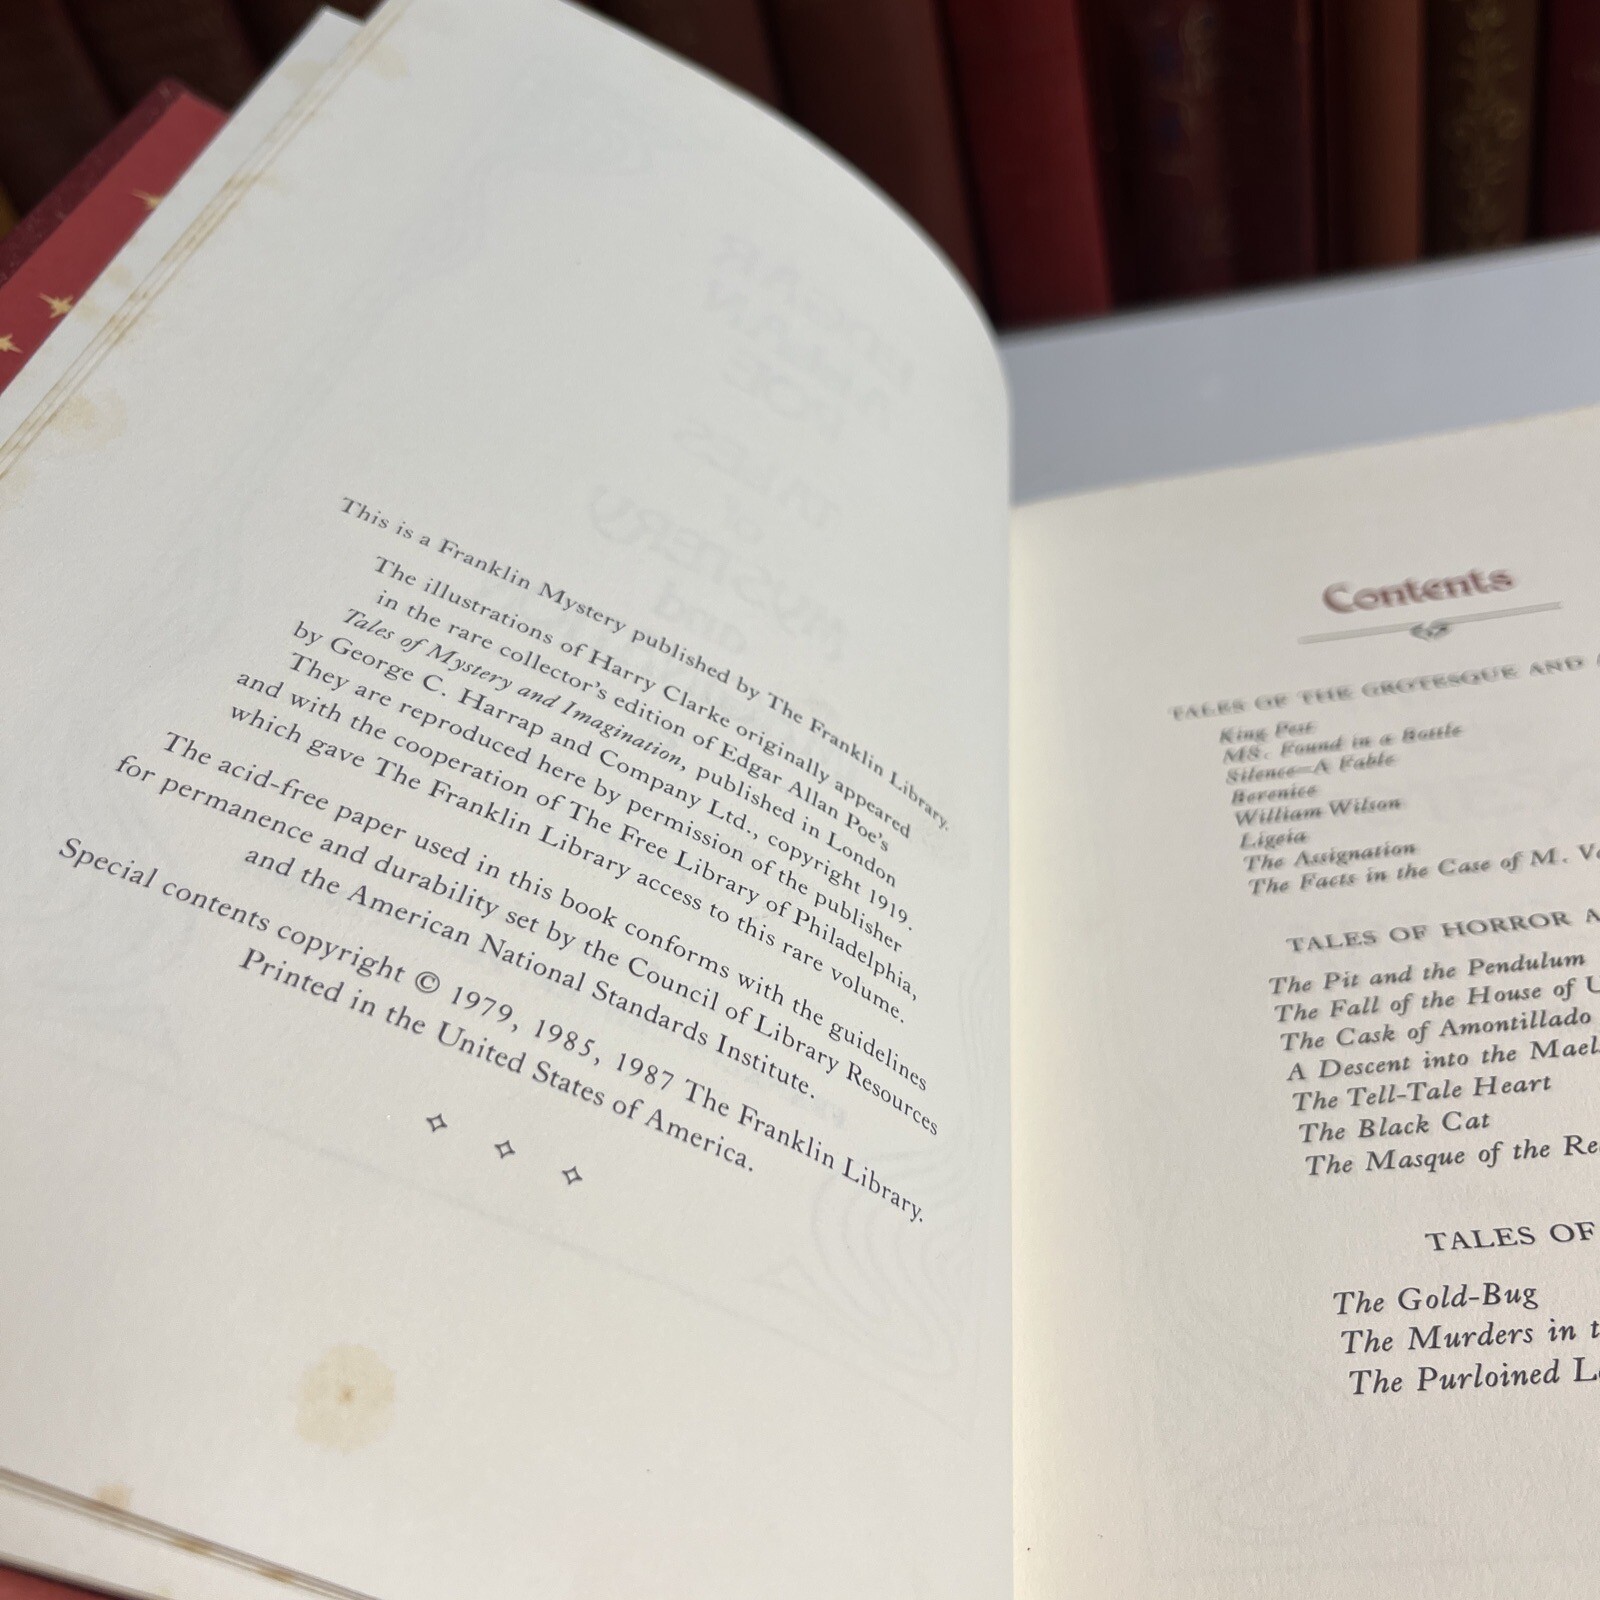 This is a Franklin Mystery published by The Franklin Library.
The illustrations of Harry Clarke originally appeared
in the rare collector's edition of Edgar Allan Poe's
Tales of Mystery and Imagination, published in London
by George C. Harrap and Company Ltd., copyright 1919.
They are reproduced here by permission of the publisher
and with the cooperation of The Free Library of Philadelphia,
which gave The Franklin Library access to this rare volume.
The acid-free paper used in this book conforms with the guidelines
for permanence and durability set by the Council of Library Resources
and the American National Standards Institute.
Special contents copyright © 1979, 1985, 1987 The Franklin Library.
Printed in the United States of America.
Contents
TALES OF THE GROTESQUE AND
King Pest
MS. Found in a Bottle
Silence—A Fable
Berenice
William Wilson
Ligeia
The Assignation
The Facts in the Case of M. V
TALES OF HORROR A
The Pit and the Pendulum
The Fall of the House of U
The Cask of Amontillado
A Descent into the Mael
The Tell-Tale Heart
The Black Cat
The Masque of the Re
TALES OF
The Gold-Bug
The Murders in t
The Purloined L